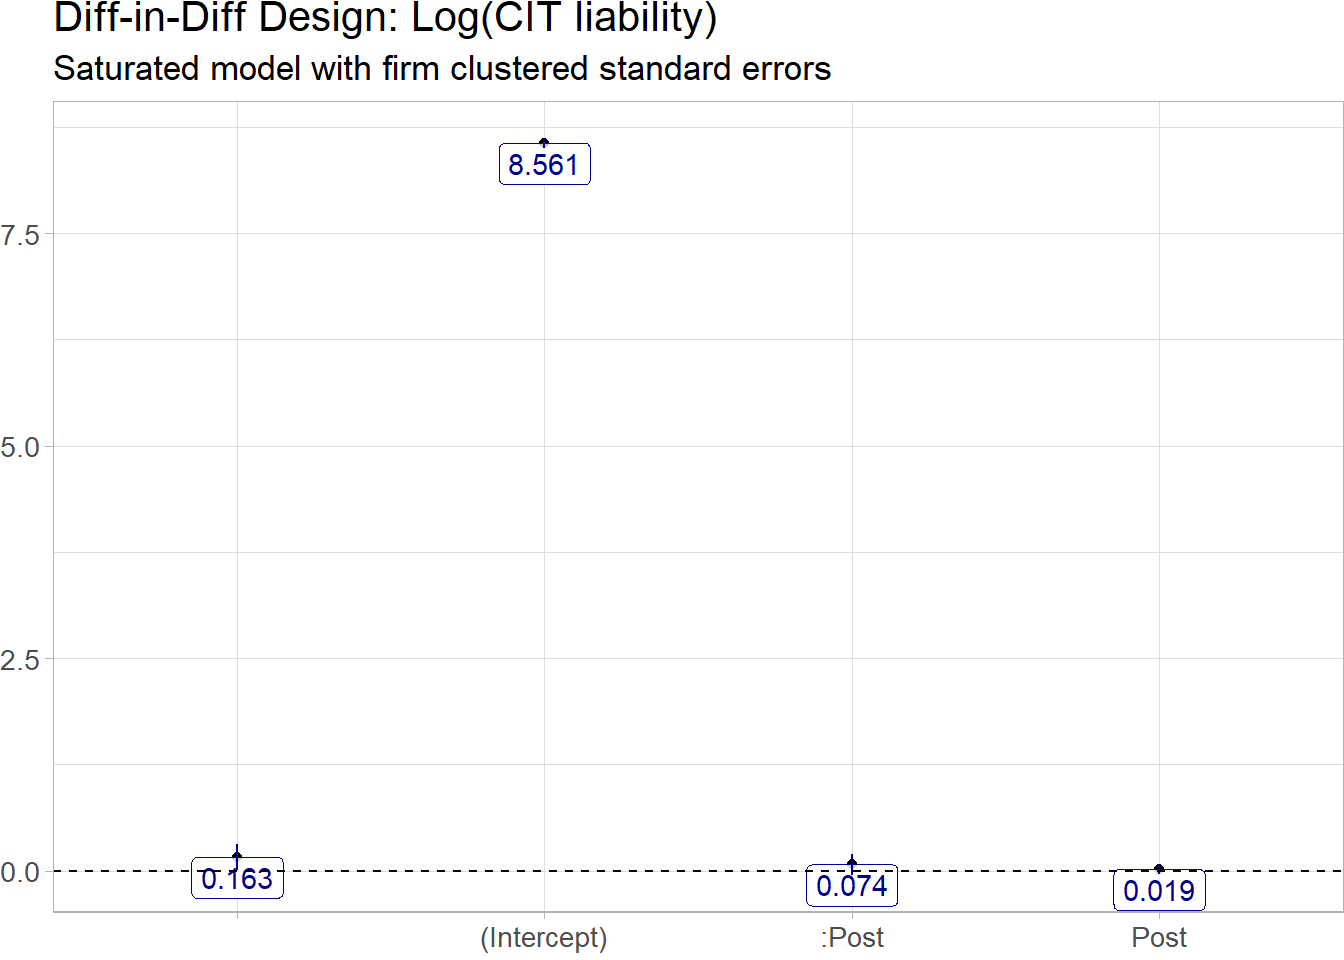 Diff-in-Diff Design: Log(CIT liability)
Saturated model with firm clustered standard errors
8.561
7.5
5.0
2.5
0.0
0.163
0.074
0.019
(Intercept)
:Post
Post